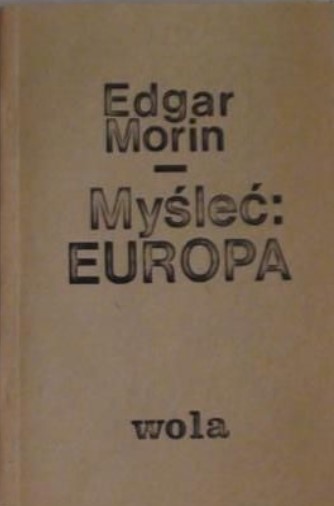 Edgar
Morin
—
Myśleć:
EUROPA
wola